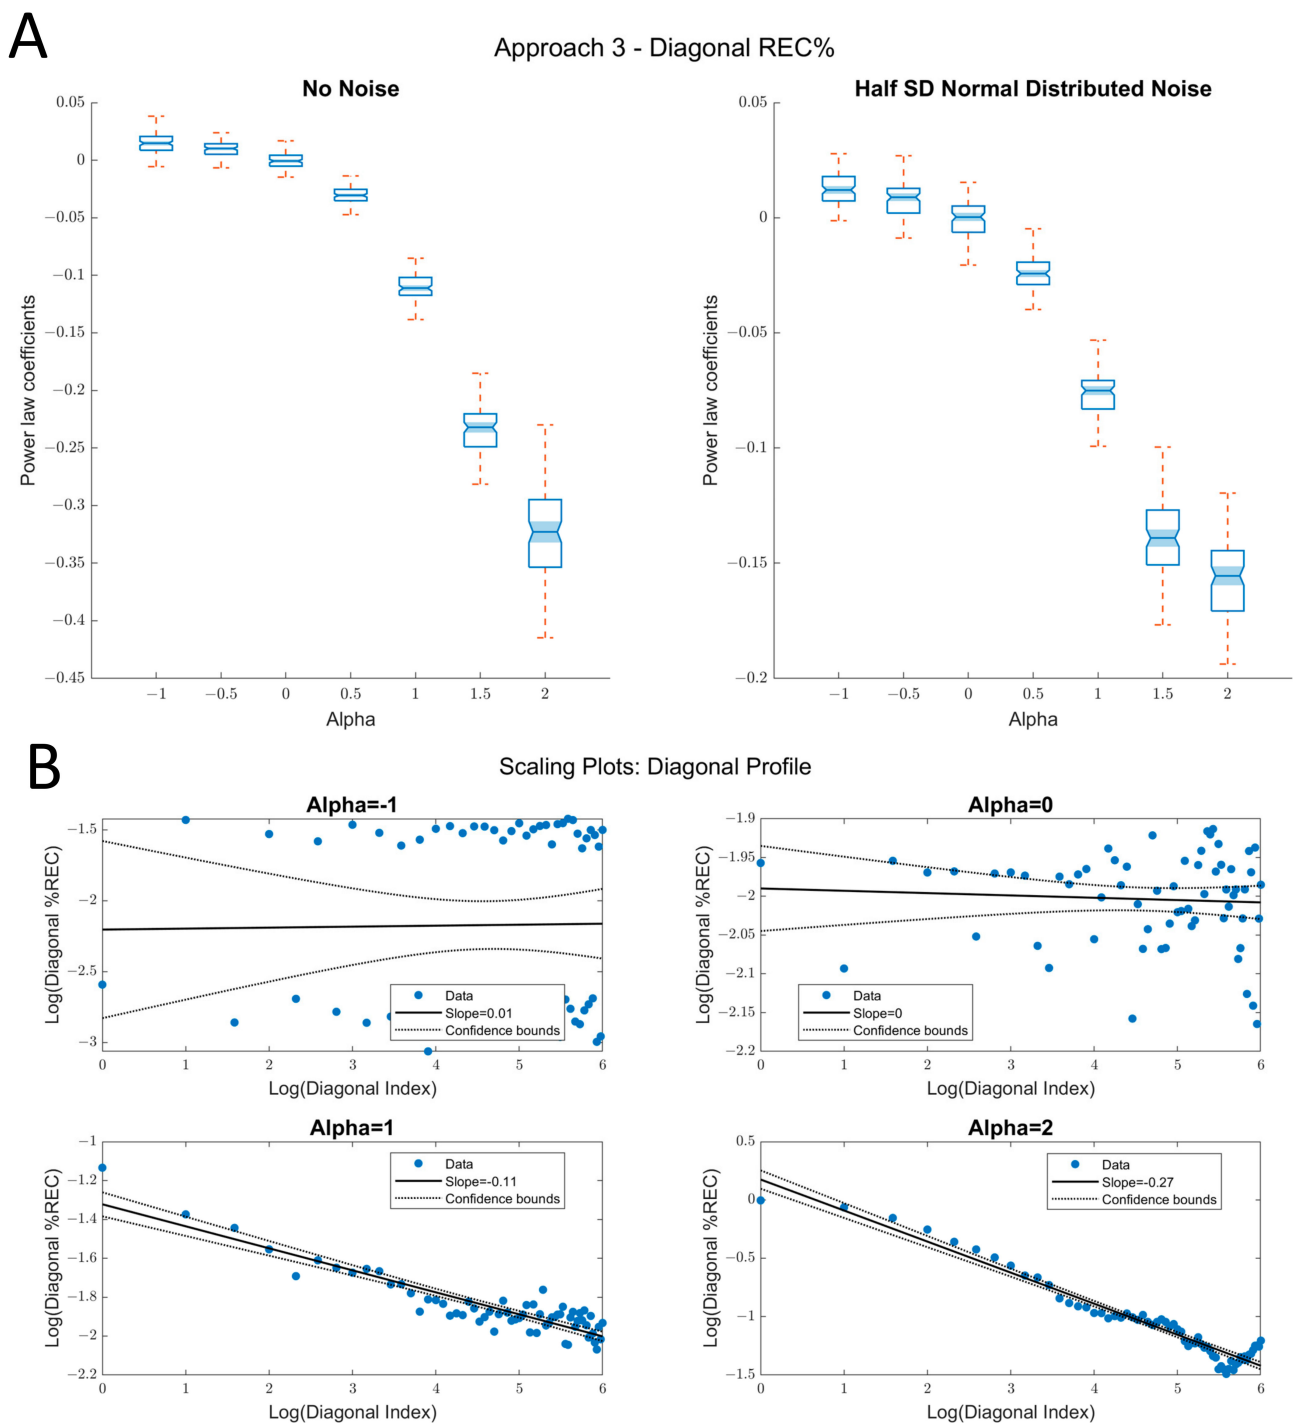 A
Approach 3 - Diagonal REC%
No Noise
0.05
0
−0.05
−0.1
−0.15
−0.2
−0.25
−0.3
−0.35
−0.4
−0.45
Power law coefficients
−1 −0.5 0 0.5 1 1.5 2
Alpha
Half SD Normal Distributed Noise
0.05
0
−0.05
−0.1
−0.15
−0.2
Power law coefficients
−1 −0.5 0 0.5 1 1.5 2
Alpha
B
Scaling Plots: Diagonal Profile
Alpha=-1
−1.5
−2
−2.5
−3
Log(Diagonal %REC)
Data
Slope=0.01
Confidence bounds
0 1 2 3 4 5 6
Log(Diagonal Index)
Alpha=0
−1.9
−1.95
−2
−2.05
−2.1
−2.15
−2.2
Log(Diagonal %REC)
Data
Slope=0
Confidence bounds
0 1 2 3 4 5 6
Log(Diagonal Index)
Alpha=1
−1
−1.2
−1.4
−1.6
−1.8
−2
−2.2
Log(Diagonal %REC)
Data
Slope=-0.11
Confidence bounds
0 1 2 3 4 5 6
Log(Diagonal Index)
Alpha=2
0.5
0
−0.5
−1
−1.5
Log(Diagonal %REC)
Data
Slope=-0.27
Confidence bounds
0 1 2 3 4 5 6
Log(Diagonal Index)